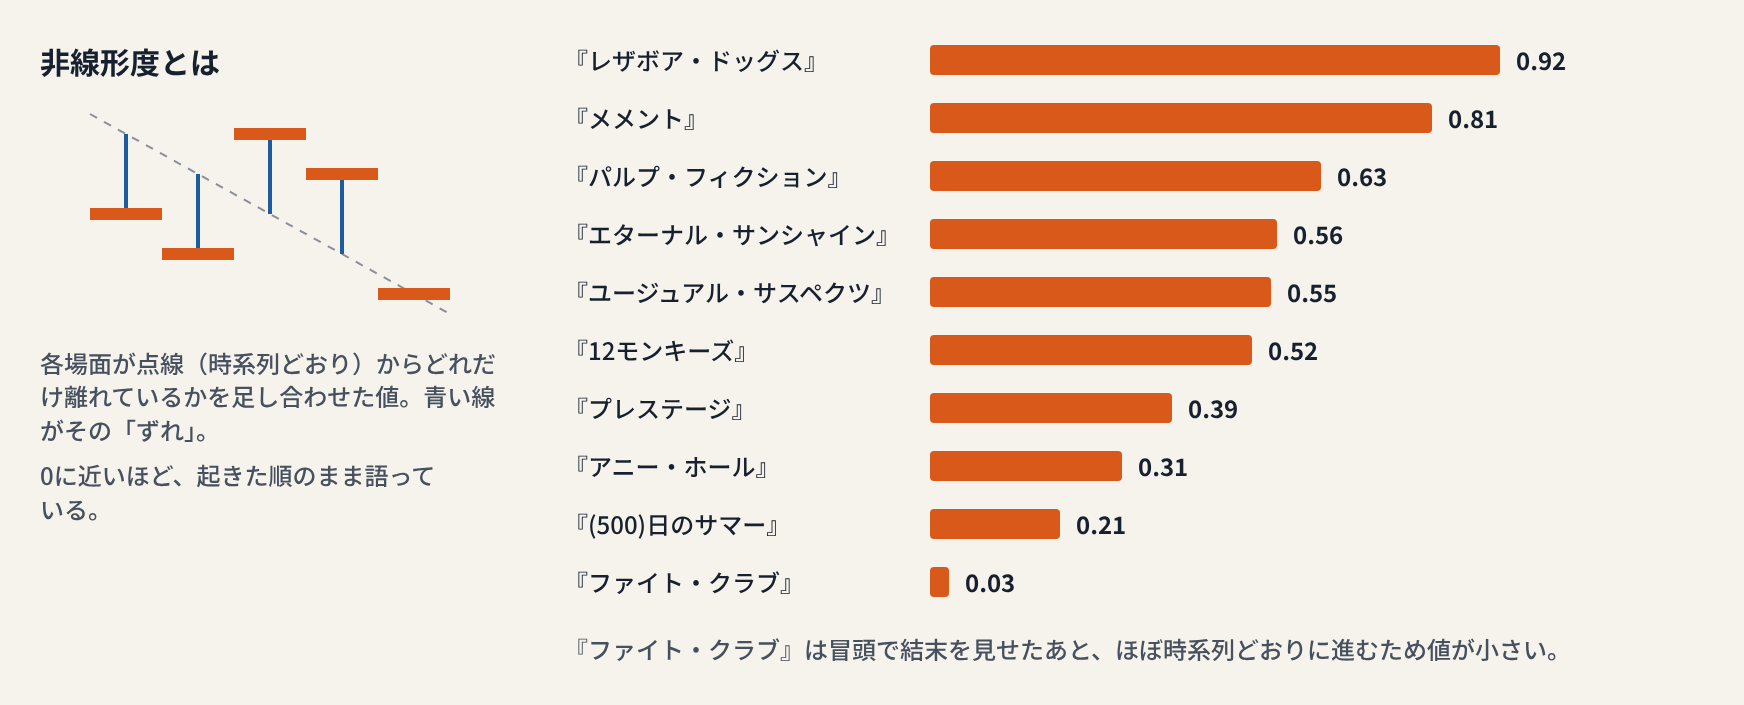 非線形度とは
各場面が点線（時系列どおり）からどれだ
け離れているかを足し合わせた値。青い線
がその「ずれ」。
0に近いほど、起きた順のまま語って
いる。
『レザボア・ドッグス』 0.92
『メメント』 0.81
『パルプ・フィクション』 0.63
『エターナル・サンシャイン』 0.56
『ユージュアル・サスペクツ』 0.55
『12モンキーズ』 0.52
『プレステージ』 0.39
『アニー・ホール』 0.31
『(500)日のサマー』 0.21
『ファイト・クラブ』 0.03
『ファイト・クラブ』は冒頭で結末を見せたあと、ほぼ時系列どおりに進むため値が小さい。